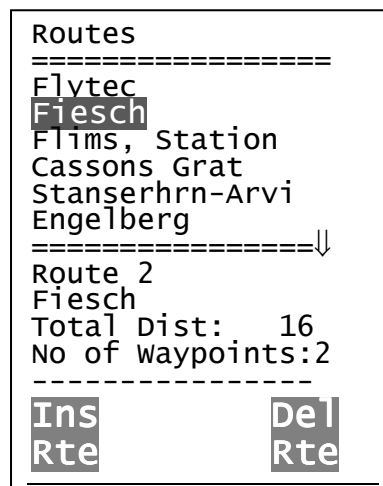 Routes
=================
Flytec
Fiesch
Flims, Station
Cassons Grat
Stanserhrn-Arvi
Engelberg
================⇓
Route 2
Fiesch
Total Dist: 16
No of Waypoints:2
----------------
Ins Del
Rte Rte